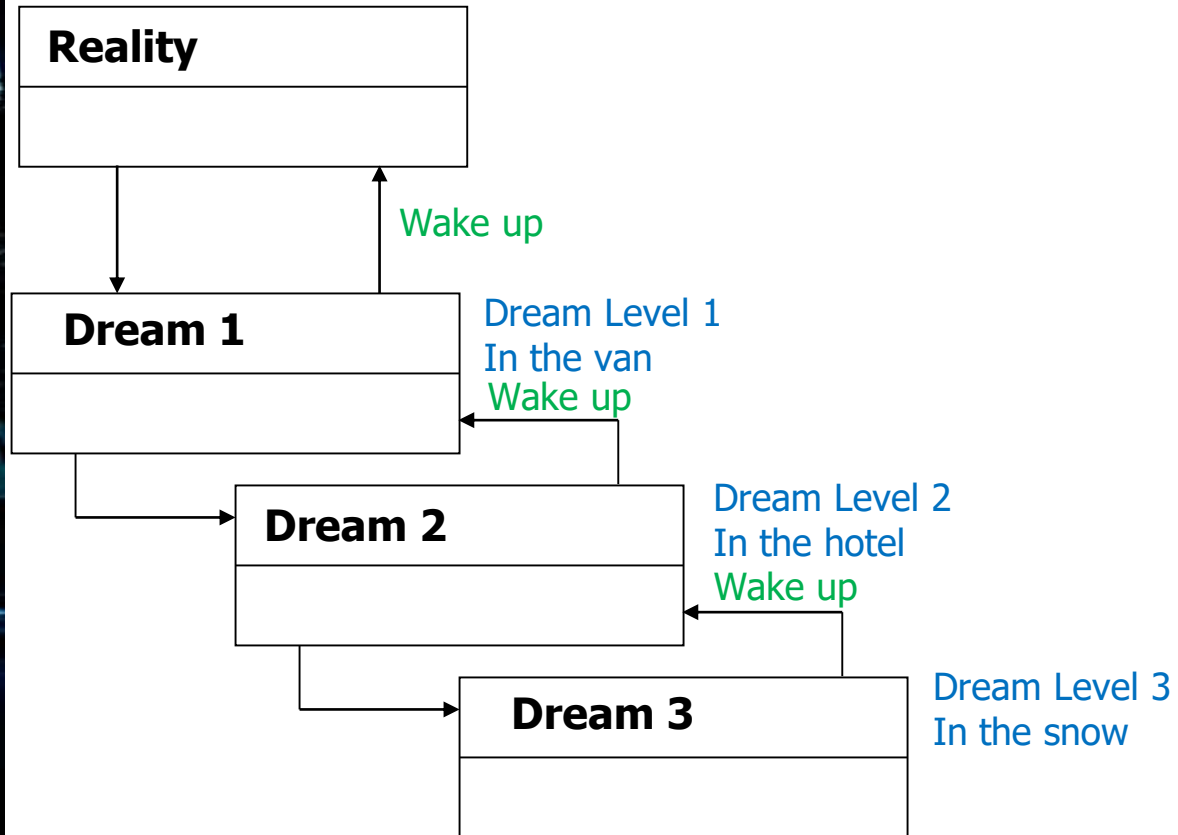 Reality
Wake up
Dream 1
Dream Level 1
In the van
Wake up
Dream 2
Dream Level 2
In the hotel
Wake up
Dream 3
Dream Level 3
In the snow